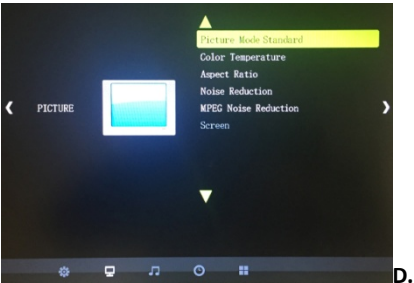 Picture Mode Standard
Color Temperature
Aspect Ratio
Noise Reduction
PICTURE
MPEG Noise Reduction
Screen
D.